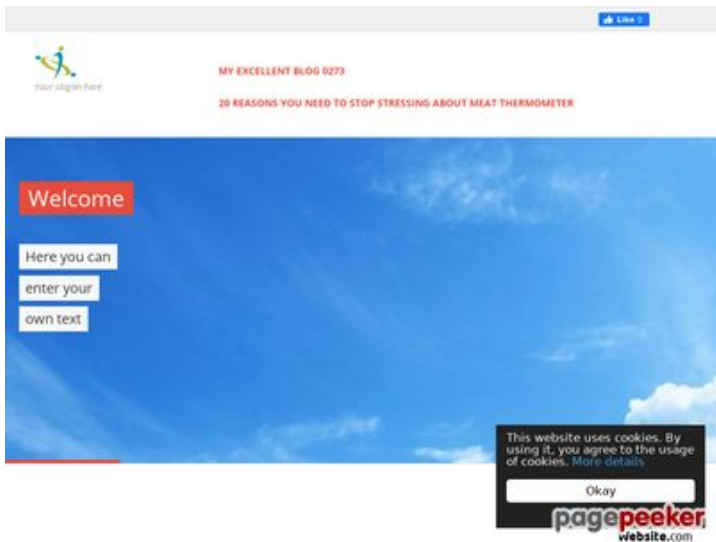 Like 0
Your slogan here
MY EXCELLENT BLOG 0273
20 REASONS YOU NEED TO STOP STRESSING ABOUT MEAT THERMOMETER
Welcome
Here you can
enter your
own text
This website uses cookies. By
using it, you agree to the usage
of cookies. More details
Okay
pagepeeker
website.com